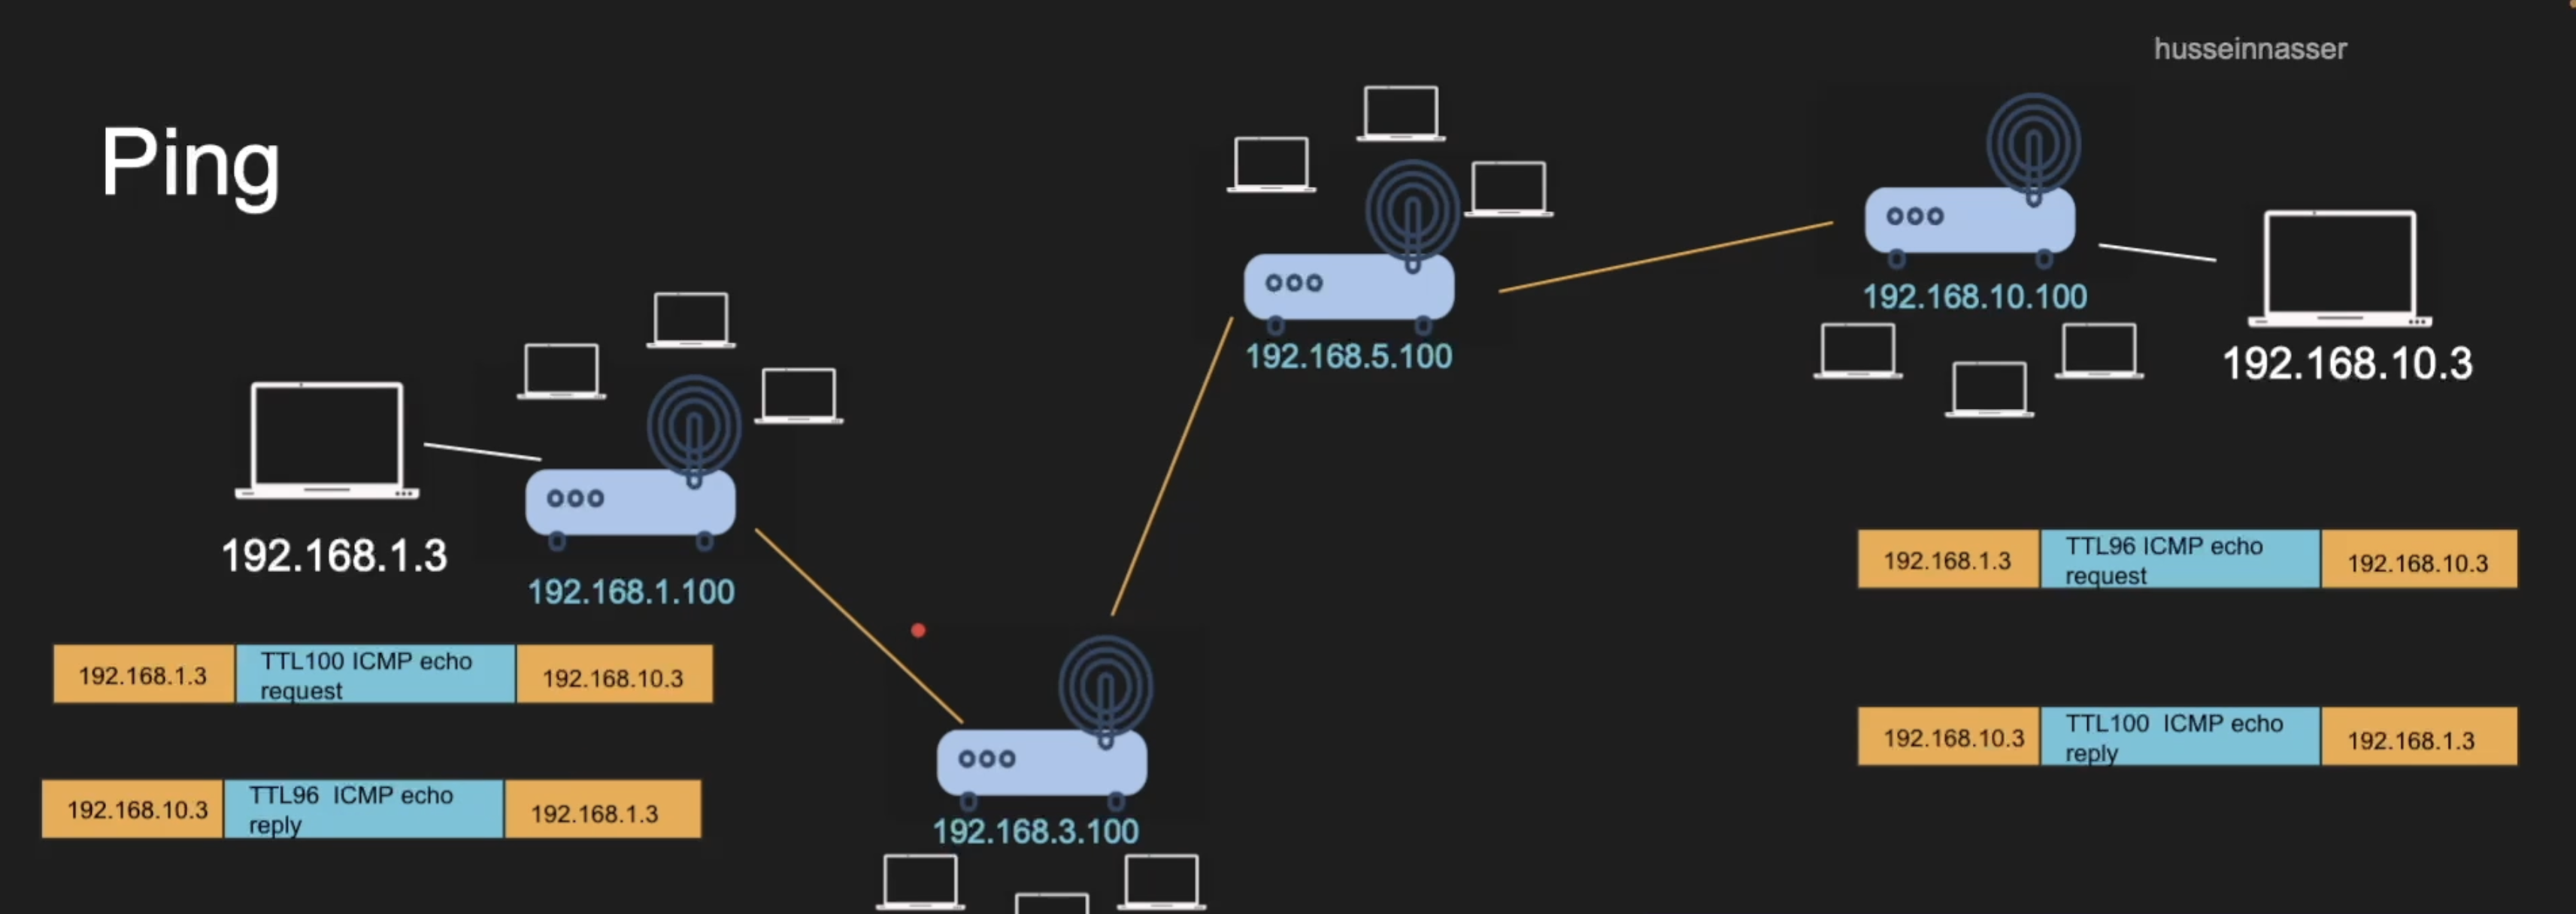 husseinnasser
Ping
192.168.10.100
192.168.5.100
192.168.10.3
192.168.1.3
192.168.1.100
192.168.3.100
192.168.1.3
TTL100 ICMP echo
request
192.168.10.3
192.168.10.3
TTL96  ICMP echo
reply
192.168.1.3
192.168.1.3
TTL96 ICMP echo
request
192.168.10.3
192.168.10.3
TTL100  ICMP echo
reply
192.168.1.3